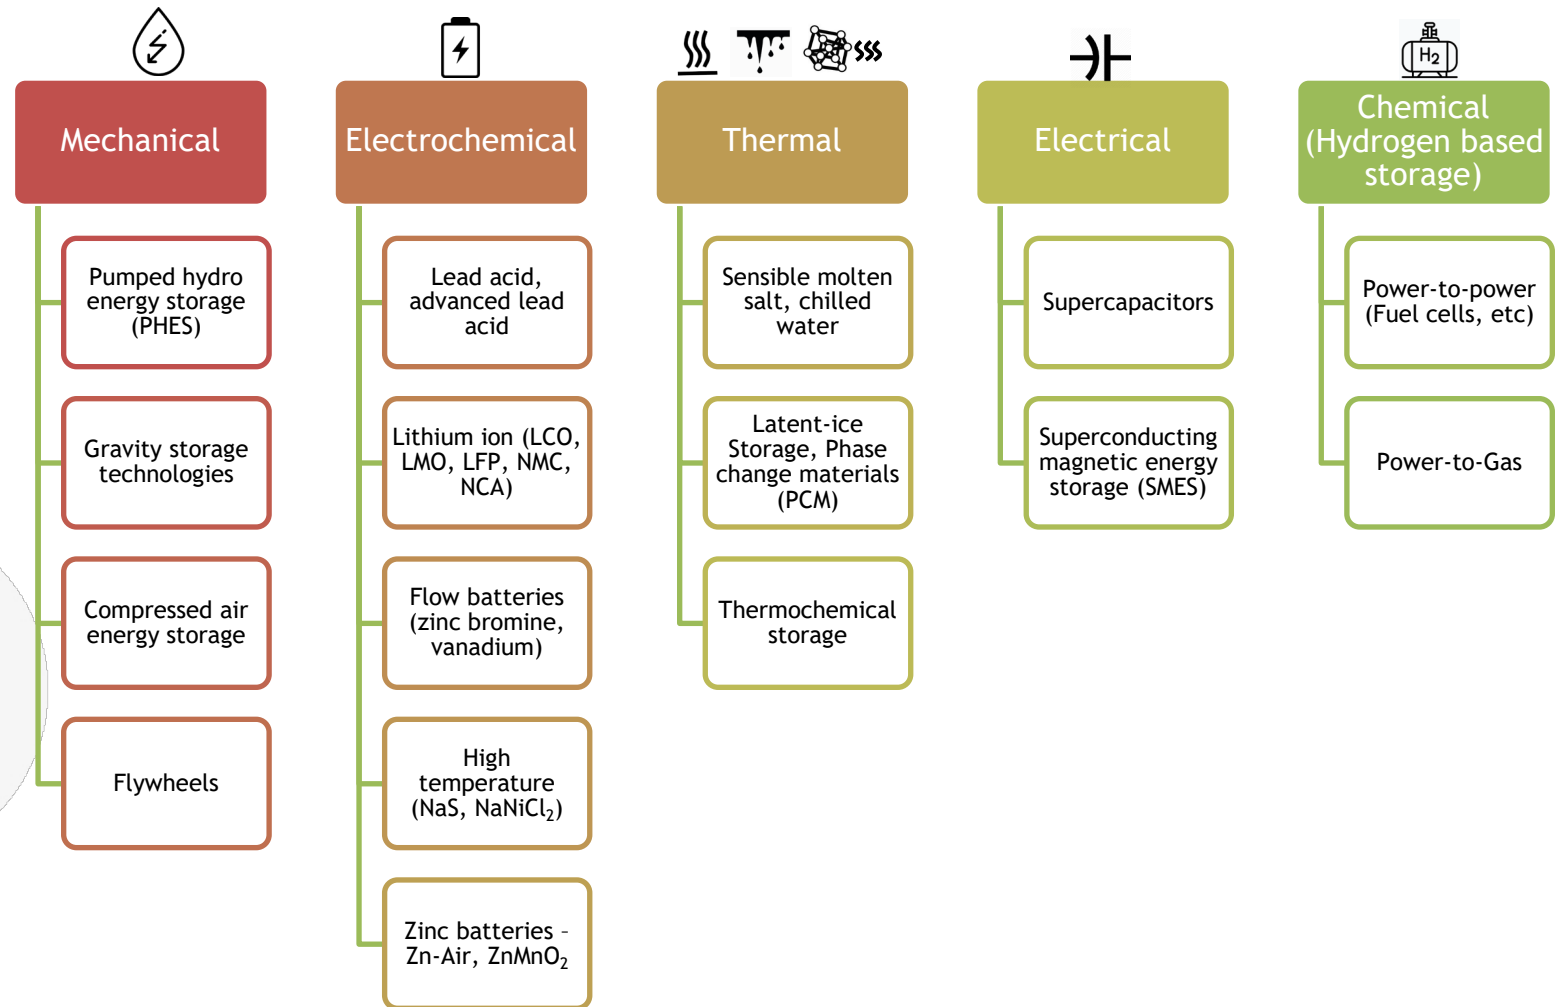 H2
Mechanical
Electrochemical
Thermal
Electrical
Chemical
(Hydrogen based
storage)
Pumped hydro
energy storage
(PHES)
Gravity storage
technologies
Compressed air
energy storage
Flywheels
Lead acid,
advanced lead
acid
Lithium ion (LCO,
LMO, LFP, NMC,
NCA)
Flow batteries
(zinc bromine,
vanadium)
High
temperature
(NaS, NaNiCl₂)
Zinc batteries –
Zn-Air, ZnMnO₂
Sensible molten
salt, chilled
water
Latent-ice
Storage, Phase
change materials
(PCM)
Thermochemical
storage
Supercapacitors
Superconducting
magnetic energy
storage (SMES)
Power-to-power
(Fuel cells, etc)
Power-to-Gas